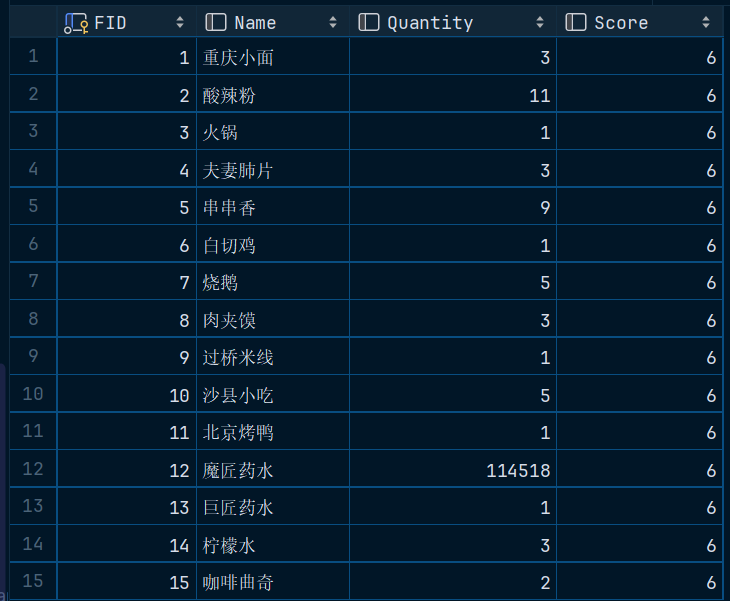 FID Name Quantity Score
1 1 重庆小面 3 6
2 2 酸辣粉 11 6
3 3 火锅 1 6
4 4 夫妻肺片 3 6
5 5 串串香 9 6
6 6 白切鸡 1 6
7 7 烧鹅 5 6
8 8 肉夹馍 3 6
9 9 过桥米线 1 6
10 10 沙县小吃 5 6
11 11 北京烤鸭 1 6
12 12 魔匠药水 114518 6
13 13 巨匠药水 1 6
14 14 柠檬水 3 6
15 15 咖啡曲奇 2 6